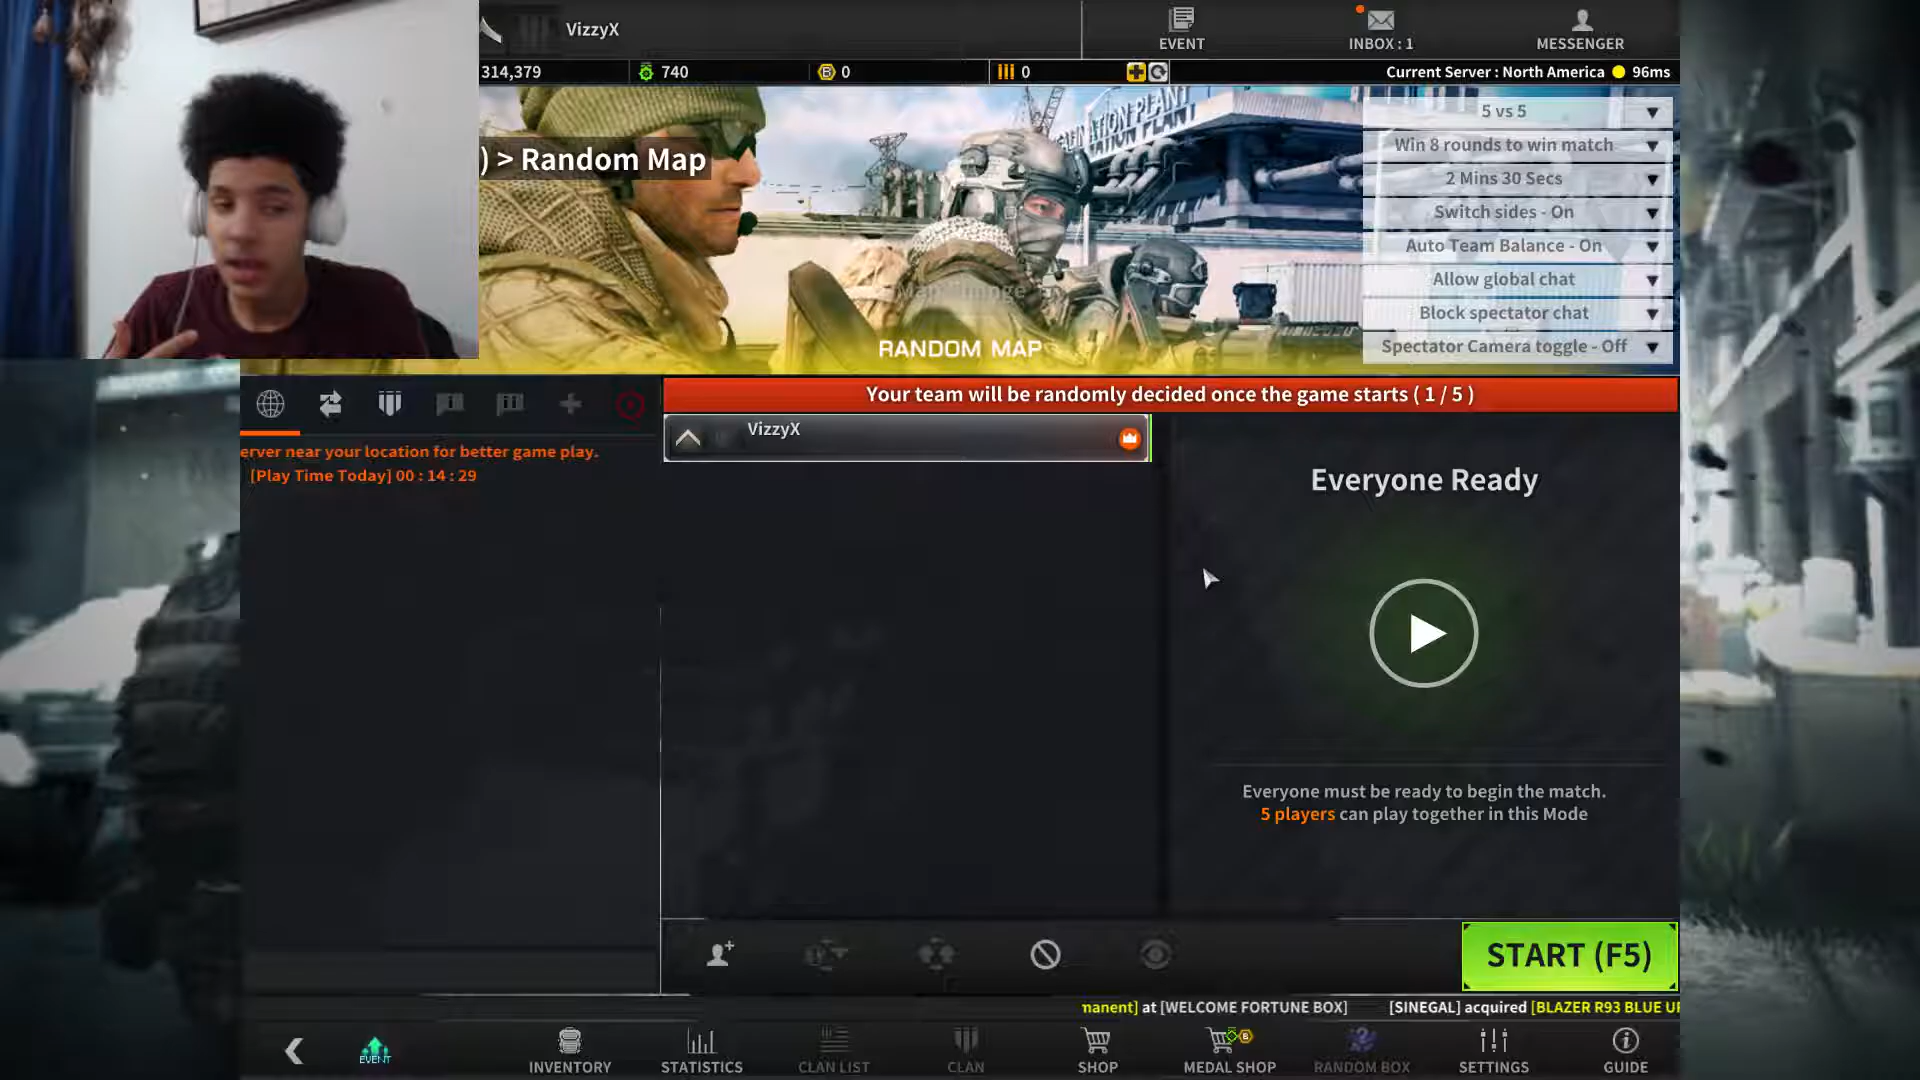 VizzyX
EVENT
INBOX : 1
MESSENGER
314,379
740
0
0
Current Server : North America
96ms
) > Random Map
NATION PLANT
5 vs 5
Win 8 rounds to win match
2 Mins 30 Secs
Switch sides - On
Auto Team Balance - On
Allow global chat
Block spectator chat
Spectator Camera toggle - Off
RANDOM MAP
Your team will be randomly decided once the game starts ( 1 / 5 )
VizzyX
erver near your location for better game play.
[Play Time Today] 00 : 14 : 29
Everyone Ready
Everyone must be ready to begin the match.
5 players can play together in this Mode
START (F5)
manent] at [WELCOME FORTUNE BOX]
[SINEGAL] acquired [BLAZER R93 BLUE UP
EVENT
INVENTORY
STATISTICS
CLAN LIST
CLAN
SHOP
MEDAL SHOP
RANDOM BOX
SETTINGS
GUIDE